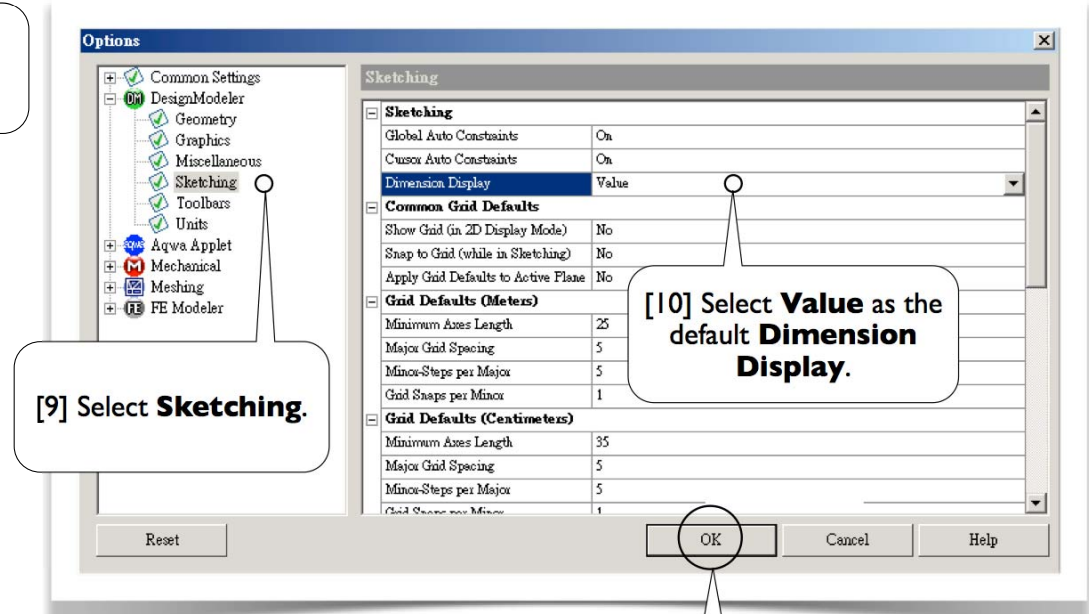 Options
Common Settings
DesignModeler
Geometry
Graphics
Miscellaneous
Sketching
Toolbars
Units
Aqwa Applet
Mechanical
Meshing
FE Modeler
Sketching
Sketching
Global Auto Constraints On
Cursor Auto Constraints On
Dimension Display Value
Common Grid Defaults
Show Grid (in 2D Display Mode) No
Snap to Grid (while in Sketching) No
Apply Grid Defaults to Active Plane No
Grid Defaults (Meters)
Minimum Axes Length 25
Major Grid Spacing 5
Minor-Steps per Major 5
Grid Snaps per Minor 1
Grid Defaults (Centimeters)
Minimum Axes Length 35
Major Grid Spacing 5
Minor-Steps per Major 5
Grid Snaps per Minor 1
[9] Select Sketching.
[10] Select Value as the
default Dimension
Display.
Reset OK Cancel Help